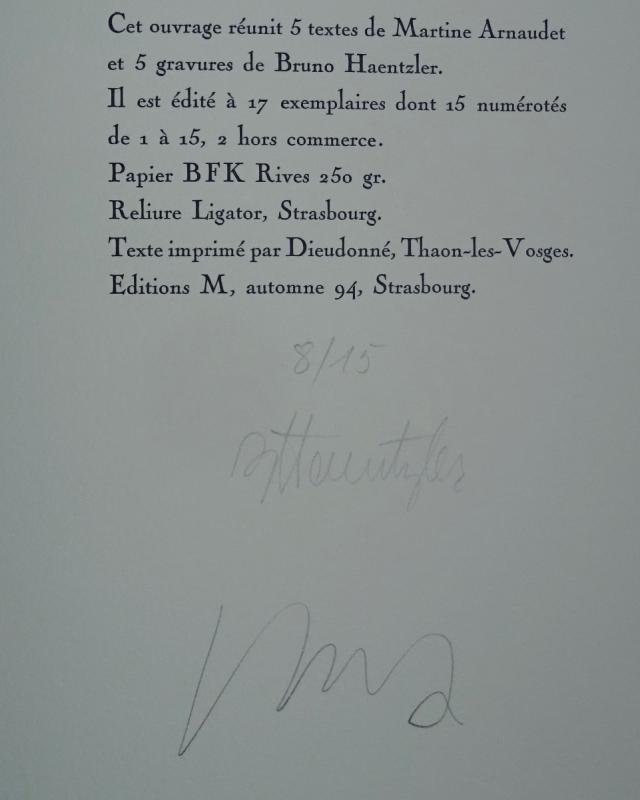 Cet ouvrage réunit 5 textes de Martine Arnaudet
et 5 gravures de Bruno Haentzler.
Il est édité à 17 exemplaires dont 15 numérotés
de 1 à 15, 2 hors commerce.
Papier BFK Rives 250 gr.
Reliure Ligator, Strasbourg.
Texte imprimé par Dieudonné, Thaon-les-Vosges.
Editions M, automne 94, Strasbourg.
8/15
BHaentzler